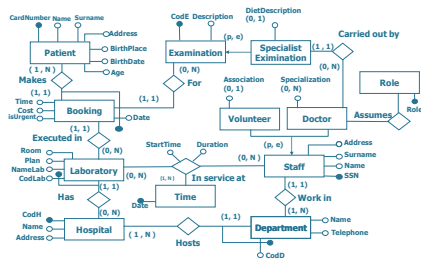 CardNumber Name Surname CodE Description DietDescription
(0, 1)
Address
Patient BirthPlace
BirthDate
Age
Examination (p, e) Specialist
Eximination (1 , 1) Carried out by
(0, N)
( 1 , N ) (0, N)
Makes For
Association
(0, 1) Specialization
(0, N) Role
(1, 1) (1, 1)
Time
Cost
isUrgent Booking Date
Role
Volunteer Doctor Assumes
(1, 1)
Executed in
(0, N) StartTime Duration (p, e) Address
Room
Plan
NameLab
CodLab Laboratory (0, N) (0, N ) Staff Surname
Name
SSN
(1, N) In service at
Has (1, 1) Date Time (1, 1)
Work in
(0, N) (1, N)
CodH
Name
Address Hospital ( 1 , N ) Hosts (1, 1) Department Name
Telephone
CodD